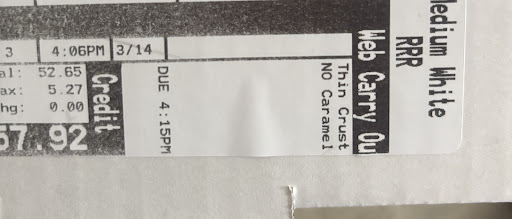 3 4:06PM 3/14
al: 52.65
ax: 5.27
hg: 0.00
57.92
Credit
DUE 4:15PM
Medium White
RRR
Web Carry Ou
Thin Crust
NO Caramel